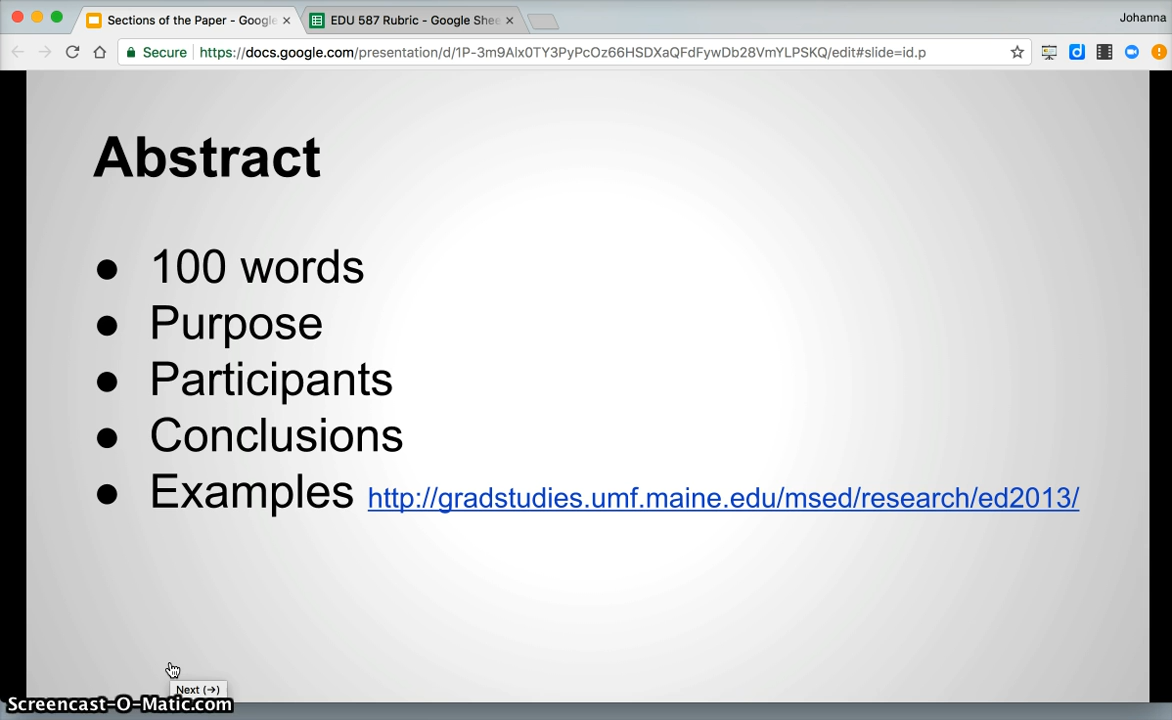 Sections of the Paper - Google
EDU 587 Rubric - Google Shee
Johanna
Secure https://docs.google.com/presentation/d/1P-3m9Alx0TY3PyPcOz66HSDXaQFdFywDb28VmYLPSKQ/edit#slide=id.p
Abstract
● 100 words
● Purpose
● Participants
● Conclusions
● Examples http://gradstudies.umf.maine.edu/msed/research/ed2013/
Next (→)
Screencast-O-Matic.com